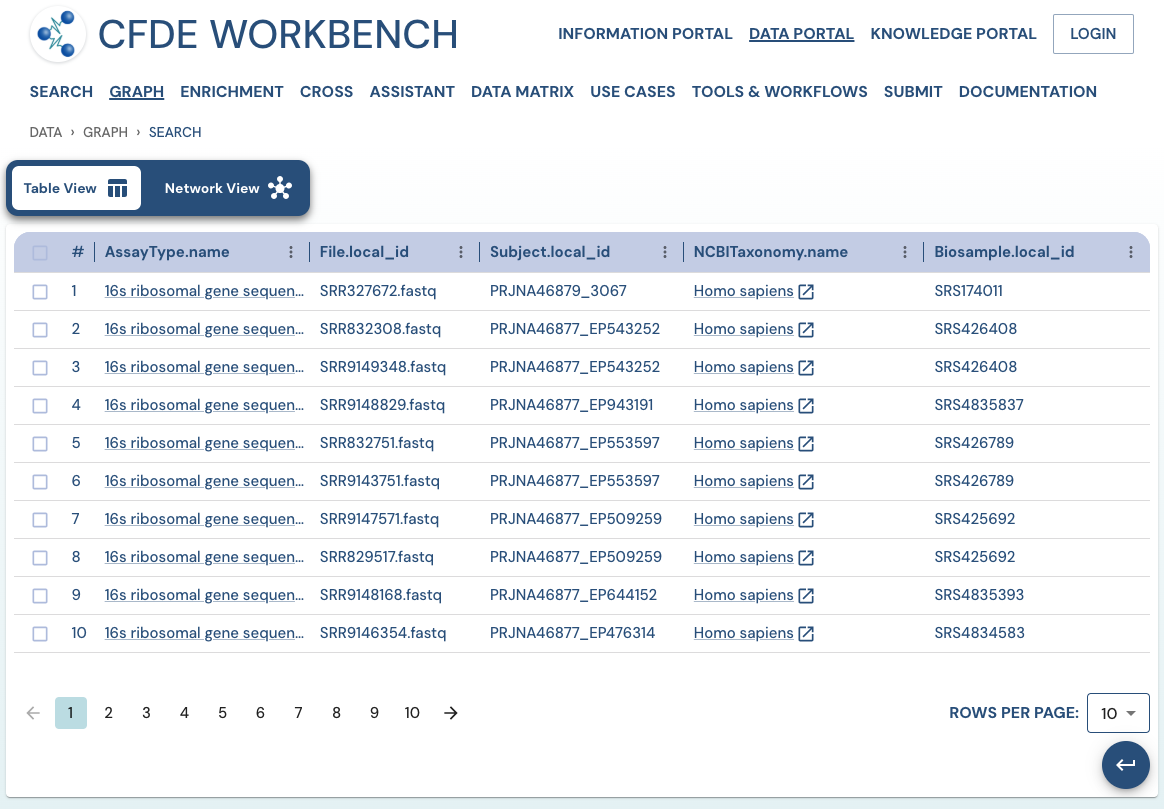 CFDE WORKBENCH
INFORMATION PORTAL DATA PORTAL KNOWLEDGE PORTAL LOGIN
SEARCH GRAPH ENRICHMENT CROSS ASSISTANT DATA MATRIX USE CASES TOOLS & WORKFLOWS SUBMIT DOCUMENTATION
DATA › GRAPH › SEARCH
Table View Network View
# AssayType.name File.local_id Subject.local_id NCBITaxonomy.name Biosample.local_id
1 16s ribosomal gene sequen... SRR327672.fastq PRJNA46879_3067 Homo sapiens SRS174011
2 16s ribosomal gene sequen... SRR832308.fastq PRJNA46877_EP543252 Homo sapiens SRS426408
3 16s ribosomal gene sequen... SRR9149348.fastq PRJNA46877_EP543252 Homo sapiens SRS426408
4 16s ribosomal gene sequen... SRR9148829.fastq PRJNA46877_EP943191 Homo sapiens SRS4835837
5 16s ribosomal gene sequen... SRR832751.fastq PRJNA46877_EP553597 Homo sapiens SRS426789
6 16s ribosomal gene sequen... SRR9143751.fastq PRJNA46877_EP553597 Homo sapiens SRS426789
7 16s ribosomal gene sequen... SRR9147571.fastq PRJNA46877_EP509259 Homo sapiens SRS425692
8 16s ribosomal gene sequen... SRR829517.fastq PRJNA46877_EP509259 Homo sapiens SRS425692
9 16s ribosomal gene sequen... SRR9148168.fastq PRJNA46877_EP644152 Homo sapiens SRS4835393
10 16s ribosomal gene sequen... SRR9146354.fastq PRJNA46877_EP476314 Homo sapiens SRS4834583
1 2 3 4 5 6 7 8 9 10 ROWS PER PAGE: 10